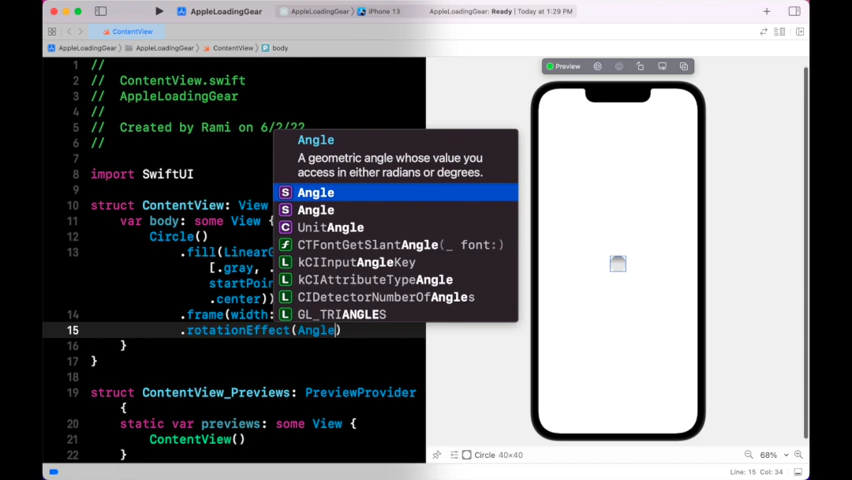 AppleLoadingGear
AppleLoadingGear
iPhone 13
AppleLoadingGear: Ready | Today at 1:29 PM
ContentView
AppleLoadingGear
AppleLoadingGear
ContentView
body
1 //
2 // ContentView.swift
3 // AppleLoadingGear
4 //
5 // Created by Rami on 6/2/22
6 //
7
8 import SwiftUI
9
10 struct ContentView: View
11 var body: some View {
12 Circle()
13 .fill(LinearG
[.gray, .
startPoin
.center))
14 .frame(width:
15 .rotationEffect(Angle)
16 }
17 }
18
19 struct ContentView_Previews: PreviewProvider
{
20 static var previews: some View {
21 ContentView()
22 }
Angle
A geometric angle whose value you
access in either radians or degrees.
S Angle
S Angle
C UnitAngle
f CTFontGetSlantAngle(_ font:)
L kCIInputAngleKey
L kCIAttributeTypeAngle
L CIDetectorNumberOfAngles
L GL_TRIANGLES
Preview
Circle 40×40
68%
Line: 15 Col: 34